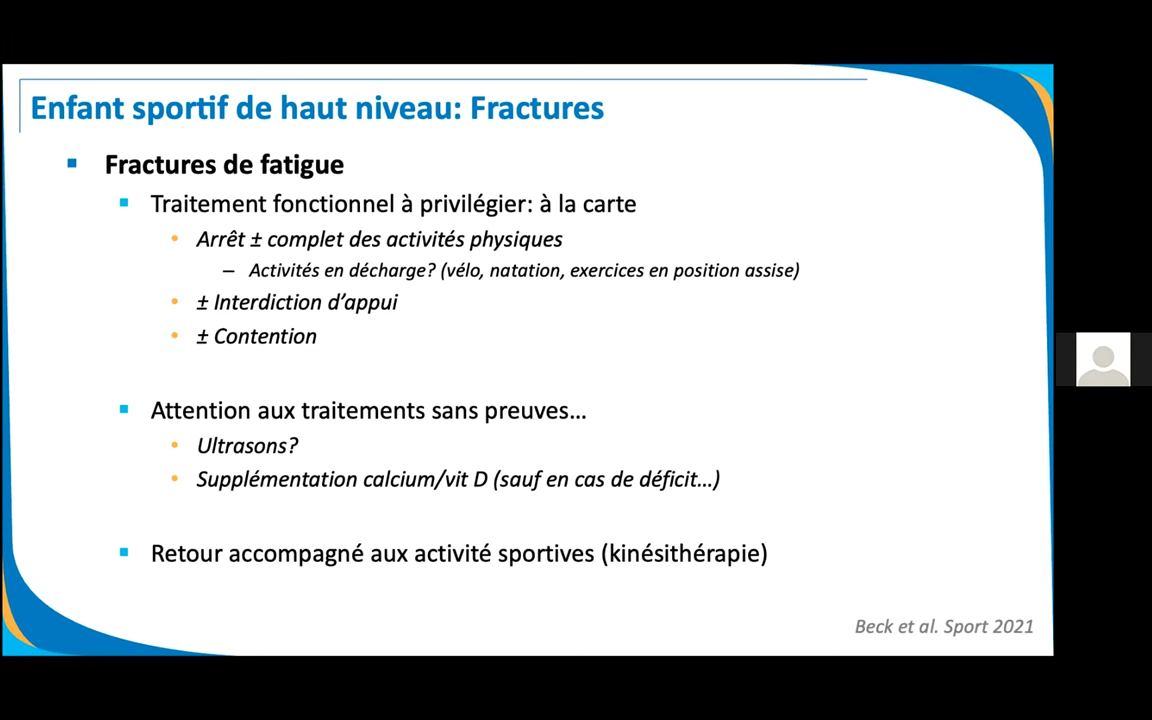 Enfant sportif de haut niveau: Fractures
Fractures de fatigue
Traitement fonctionnel à privilégier: à la carte
Arrêt ± complet des activités physiques
– Activités en décharge? (vélo, natation, exercices en position assise)
± Interdiction d’appui
± Contention
Attention aux traitements sans preuves…
Ultrasons?
Supplémentation calcium/vit D (sauf en cas de déficit…)
Retour accompagné aux activité sportives (kinésithérapie)
Beck et al. Sport 2021